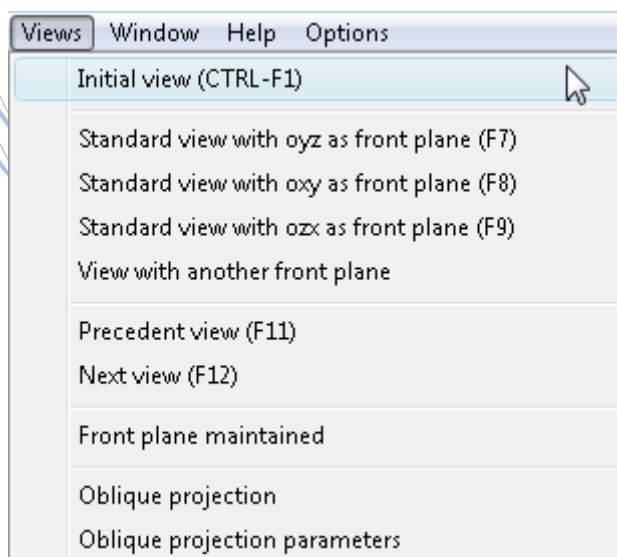 Views Window Help Options
Initial view (CTRL-F1)
Standard view with oyz as front plane (F7)
Standard view with oxy as front plane (F8)
Standard view with ozx as front plane (F9)
View with another front plane
Precedent view (F11)
Next view (F12)
Front plane maintained
Oblique projection
Oblique projection parameters